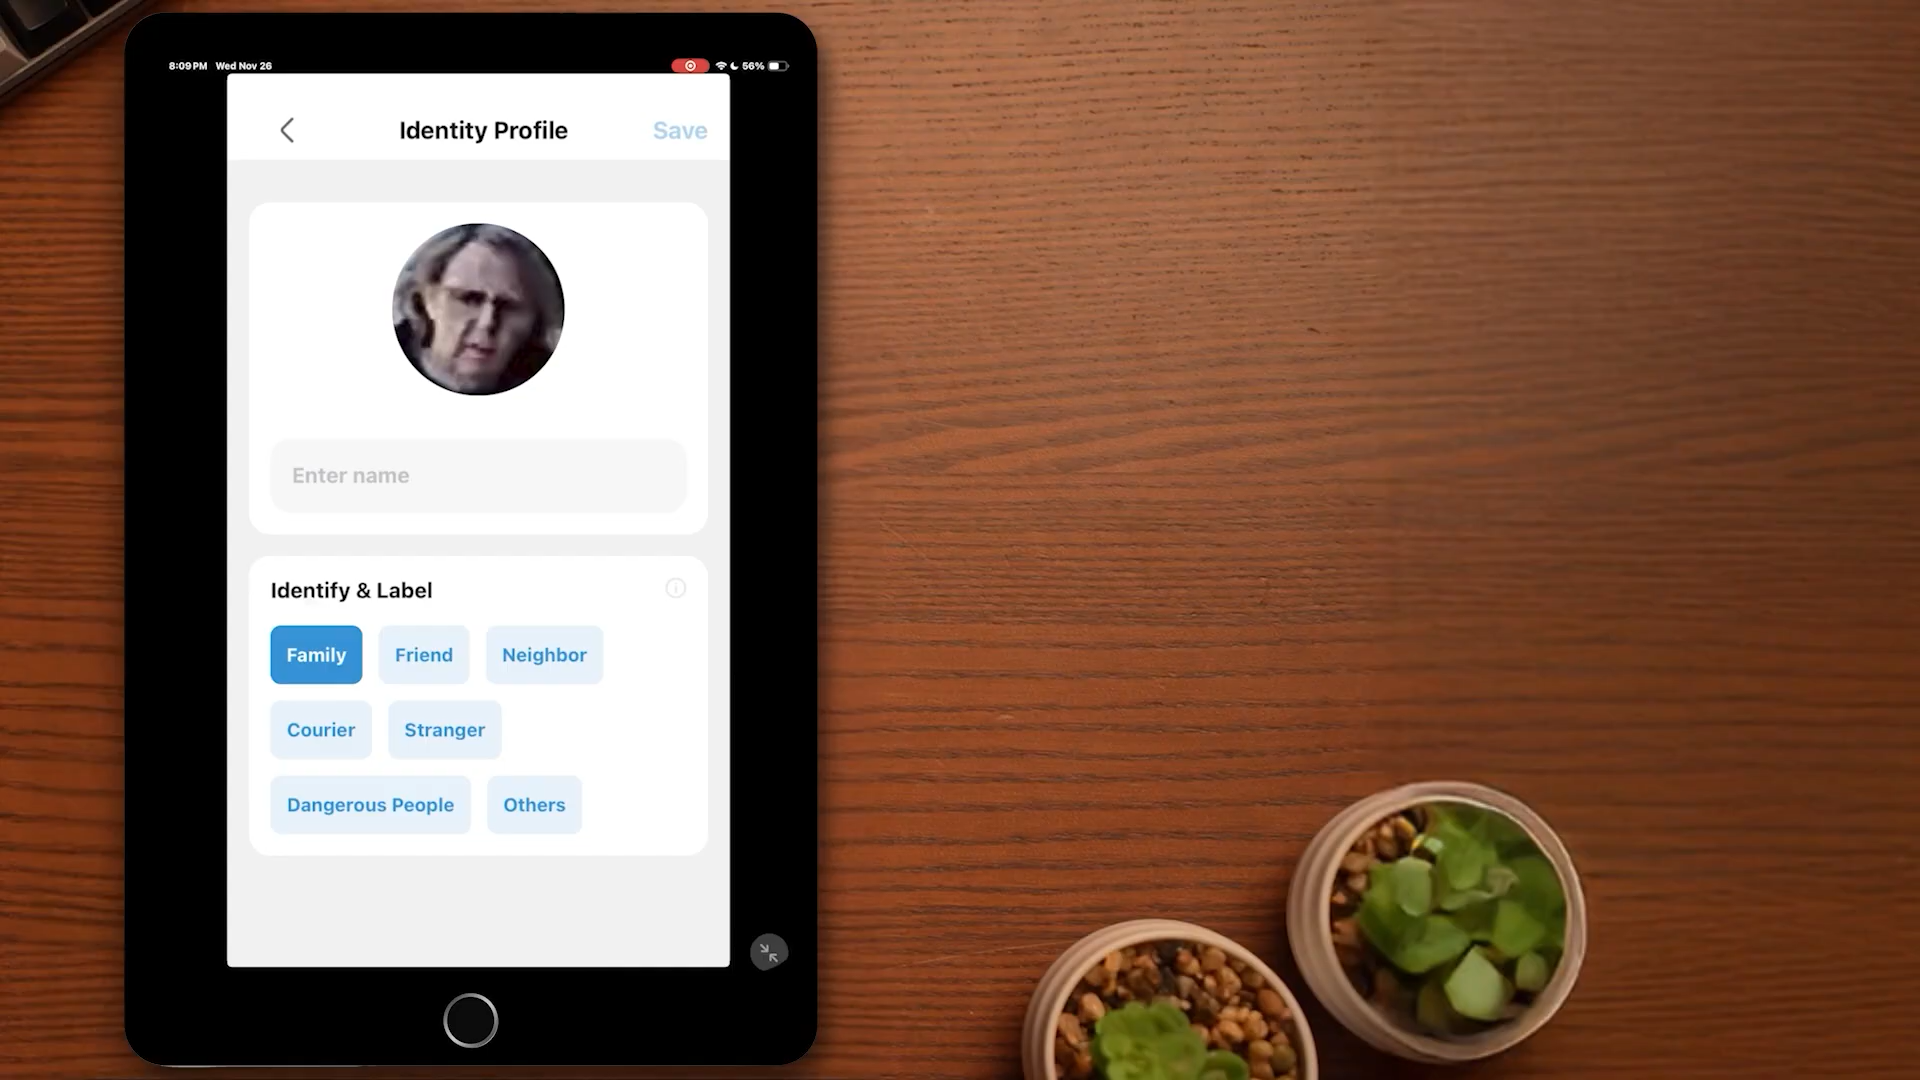 8:09 PM Wed Nov 26 56%
Identity Profile Save
Enter name
Identify & Label
Family Friend Neighbor
Courier Stranger
Dangerous People Others